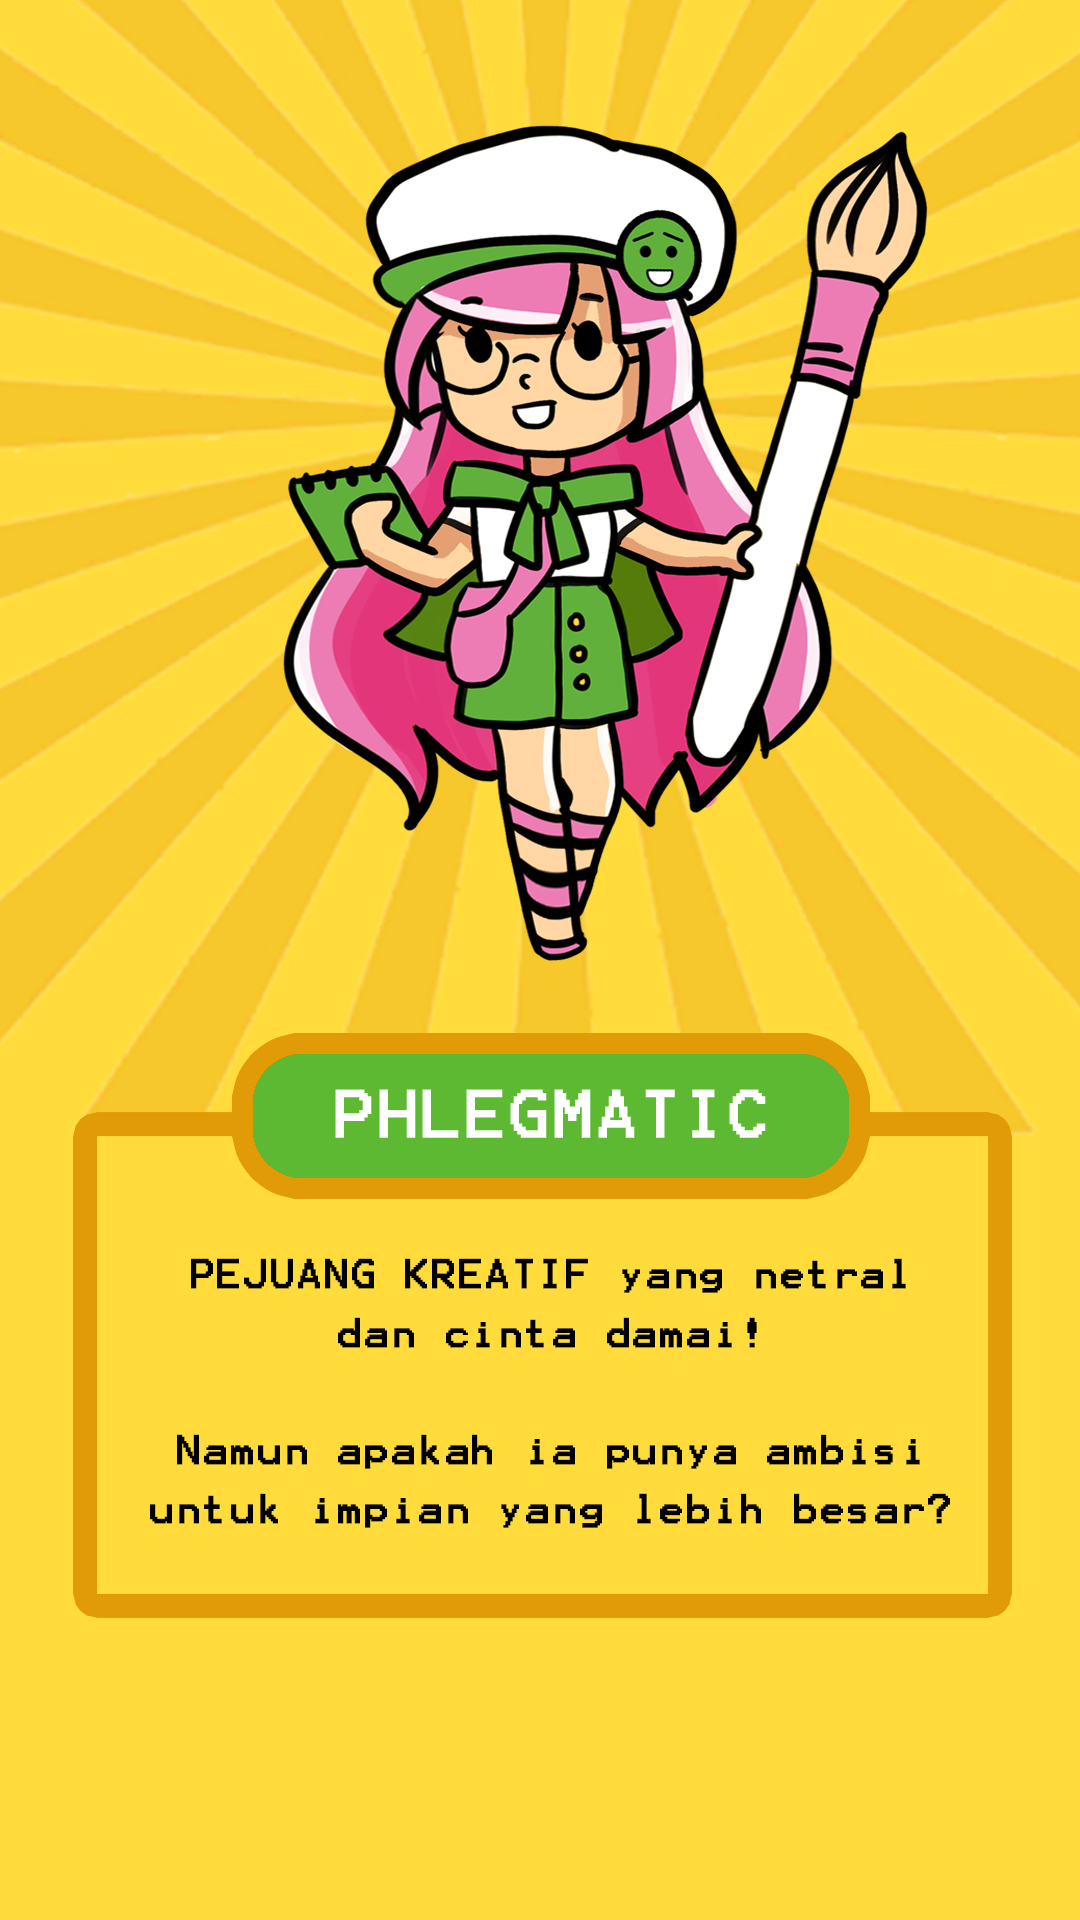 PHLEGMATIC
PEJUANG KREATIF yang netral
dan cinta damai!
Namun apakah ia punya ambisi
untuk impian yang lebih besar?